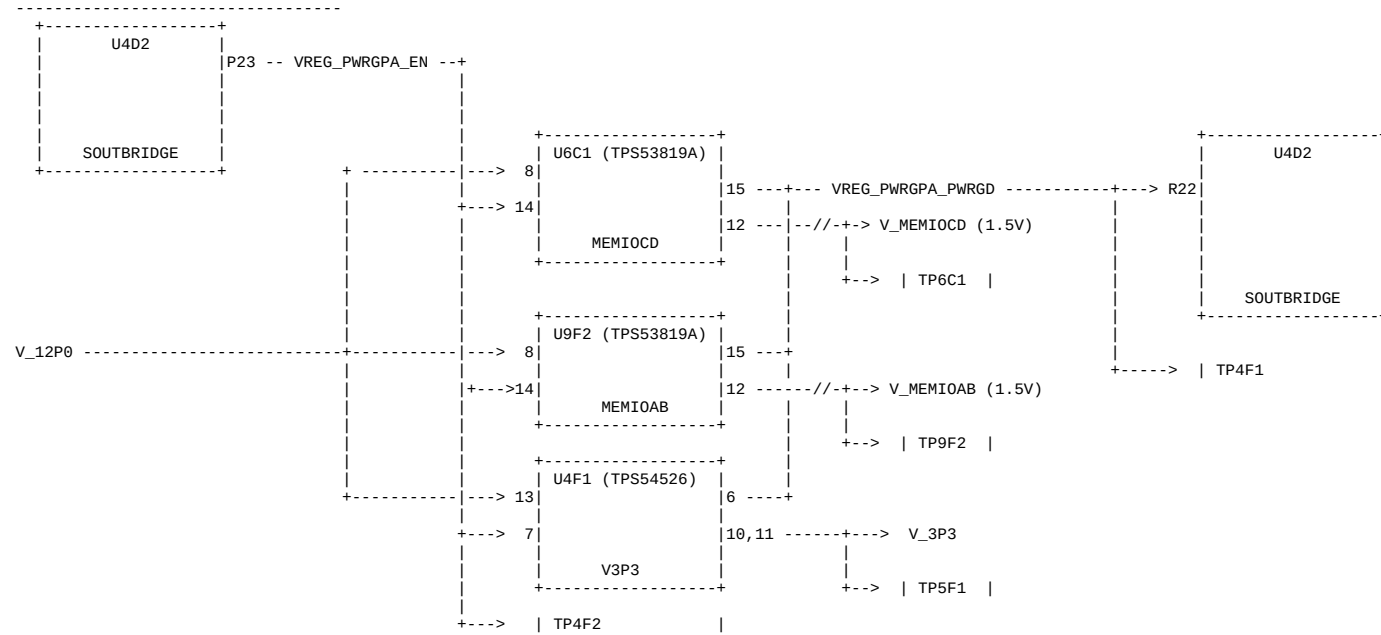 U4D2
P23 -- VREG_PWRGPA_EN --+
SOUTBRIDGE
U6C1 (TPS53819A)
U4D2
8
15 ---+--- VREG_PWRGPA_PWRGD -----------+---> R22
14
12 ---|--//-+-> V_MEMIOCD (1.5V)
MEMIOCD
| TP6C1 |
SOUTBRIDGE
U9F2 (TPS53819A)
V_12P0
8
15 ---+
| TP4F1
14
12 ------//-+--> V_MEMIOAB (1.5V)
MEMIOAB
| TP9F2 |
U4F1 (TPS54526)
13
6 ----+
7
10,11 ------+---> V_3P3
V3P3
| TP5F1 |
| TP4F2 |